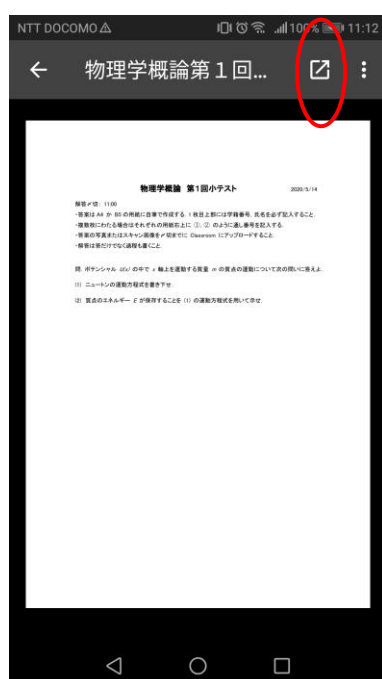 NTT DOCOMO 100% 11:12
物理学概論第１回...
物理学概論 第1回小テスト 2020/5/14
解答〆切: 11:00
-答案は A4 か B5 の用紙に自筆で作成する. 1 枚目上部には学籍番号, 氏名を必ず記入すること.
-複数枚にわたる場合はそれぞれの用紙右上に ①, ② のように通し番号を記入する.
-答案の写真またはスキャン画像を〆切までに Classroom にアップロードすること.
-解答は答だけでなく過程も書くこと.
問. ポテンシャル U(x) の中で x 軸上を運動する質量 m の質点の運動について次の問いに答えよ.
(1) ニュートンの運動方程式を書き下せ.
(2) 質点のエネルギー E が保存することを (1) の運動方程式を用いて示せ.